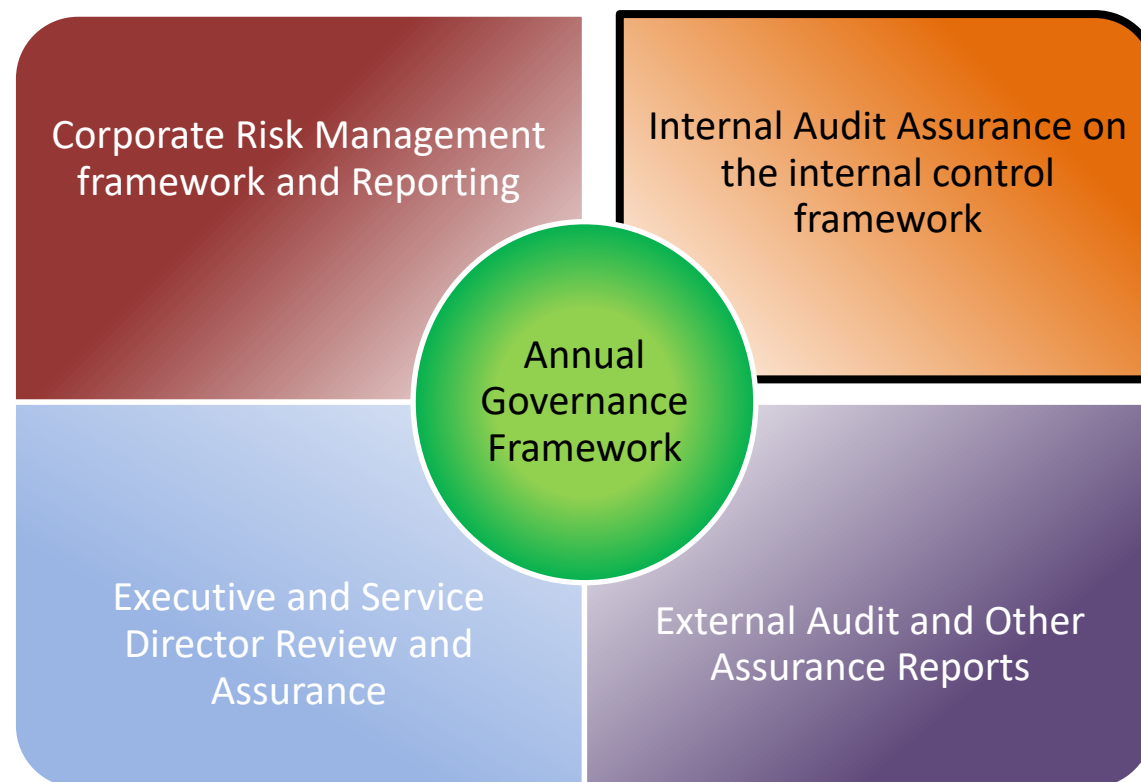 Corporate Risk Management
framework and Reporting
Internal Audit Assurance on
the internal control
framework
Annual
Governance
Framework
Executive and Service
Director Review and
Assurance
External Audit and Other
Assurance Reports